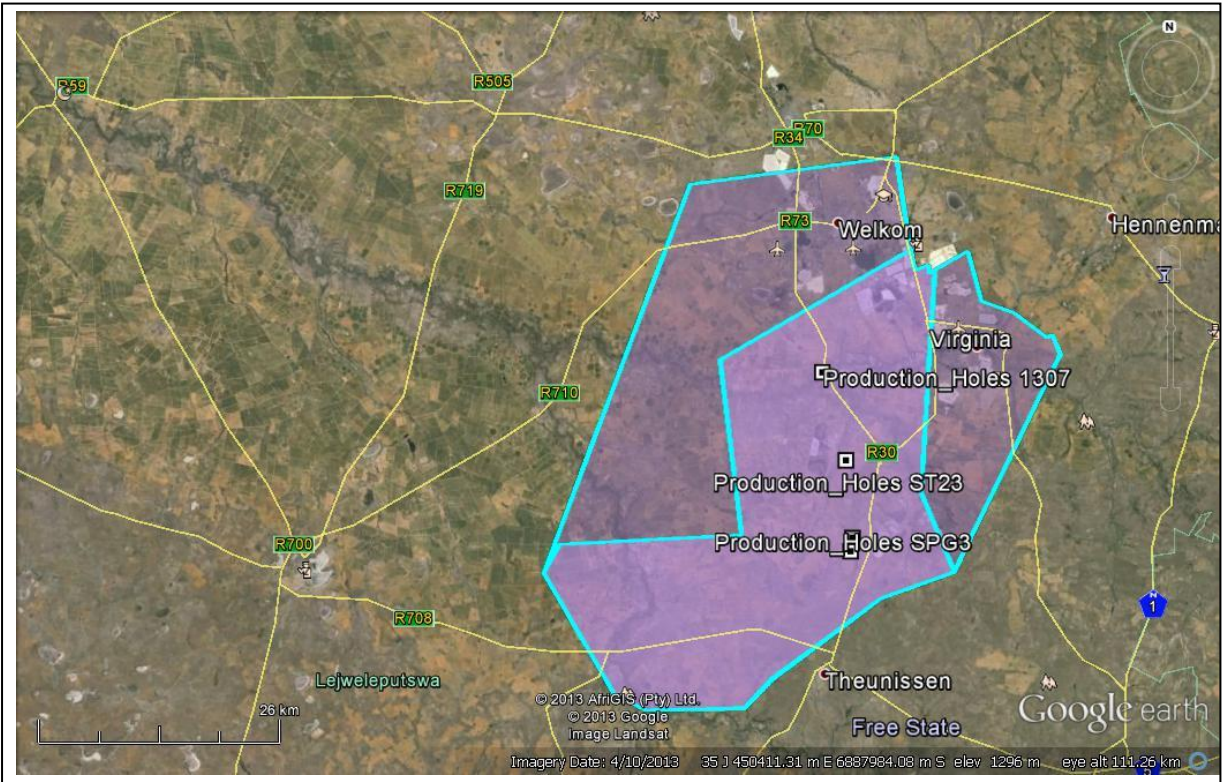 N
R59
R505
R70
R34
R719
R73
Welkom
Hennenma
Virginia
Production_Holes 1307
R710
R30
Production_Holes ST23
Production_Holes SPG3
R700
1
R708
Lejweleputswa
Theunissen
© 2013 AfriGIS (Pty) Ltd.
© 2013 Google
Image Landsat
26 km
Free State
Google earth
Imagery Date: 4/10/2013 35 J 450411.31 m E 6887984.08 m S elev 1296 m eye alt 111.26 km